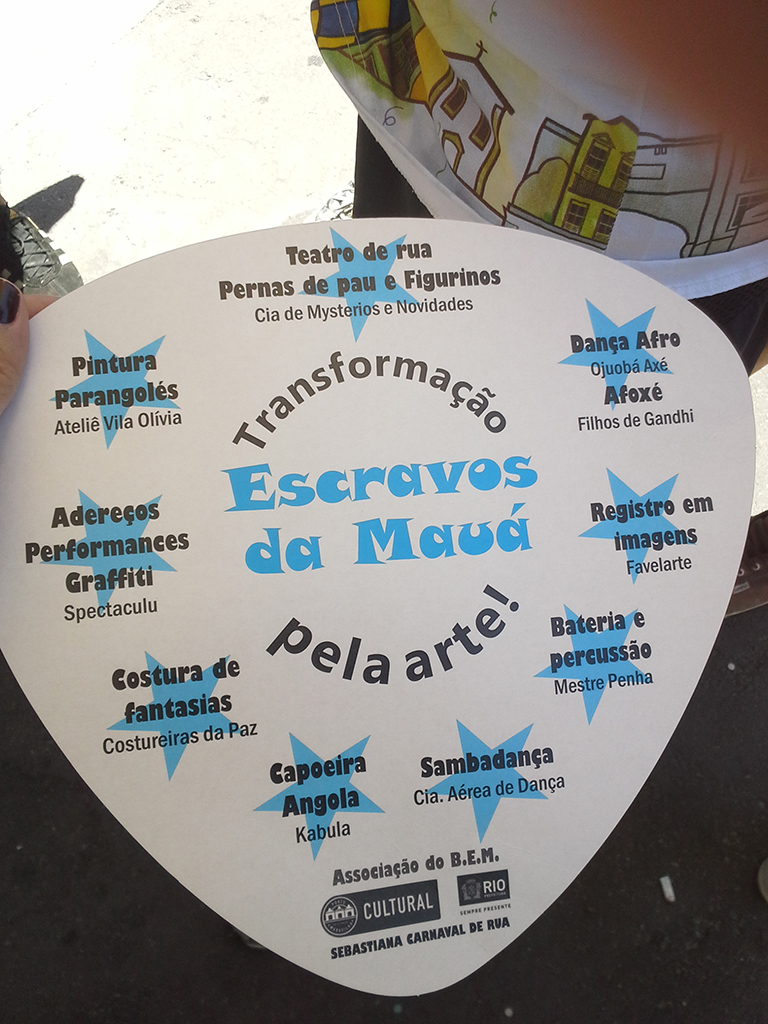 Teatro de rua
Pernas de pau e Figurinos
Cia de Mysterios e Novidades
Pintura
Parangolés
Ateliê Vila Olívia
Dança Afro
Ojuobá Axé
Afoxé
Filhos de Gandhi
Transformação
Escravos
da Mauá
pela arte!
Adereços
Performances
Graffiti
Spectaculu
Registro em
imagens
Favelarte
Bateria e
percussão
Mestre Penha
Costura de
fantasias
Costureiras da Paz
Capoeira
Angola
Kabula
Sambadança
Cia. Aérea de Dança
Associação do B.E.M.
CULTURAL
RIO
PREFEITURA
SEMPRE PRESENTE
SEBASTIANA CARNAVAL DE RUA